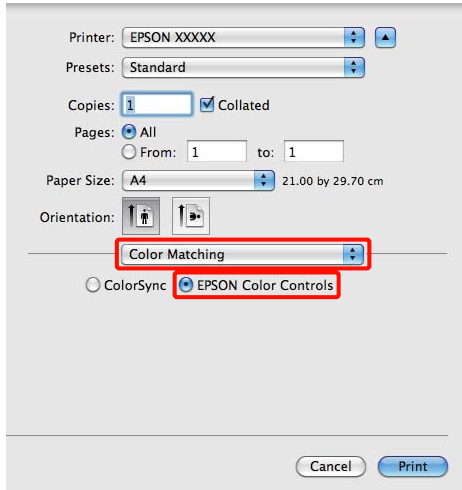 Printer: EPSON XXXXX
Presets: Standard
Copies: 1 Collated
Pages: All
From: 1 to: 1
Paper Size: A4 21.00 by 29.70 cm
Orientation:
Color Matching
ColorSync EPSON Color Controls
Cancel Print